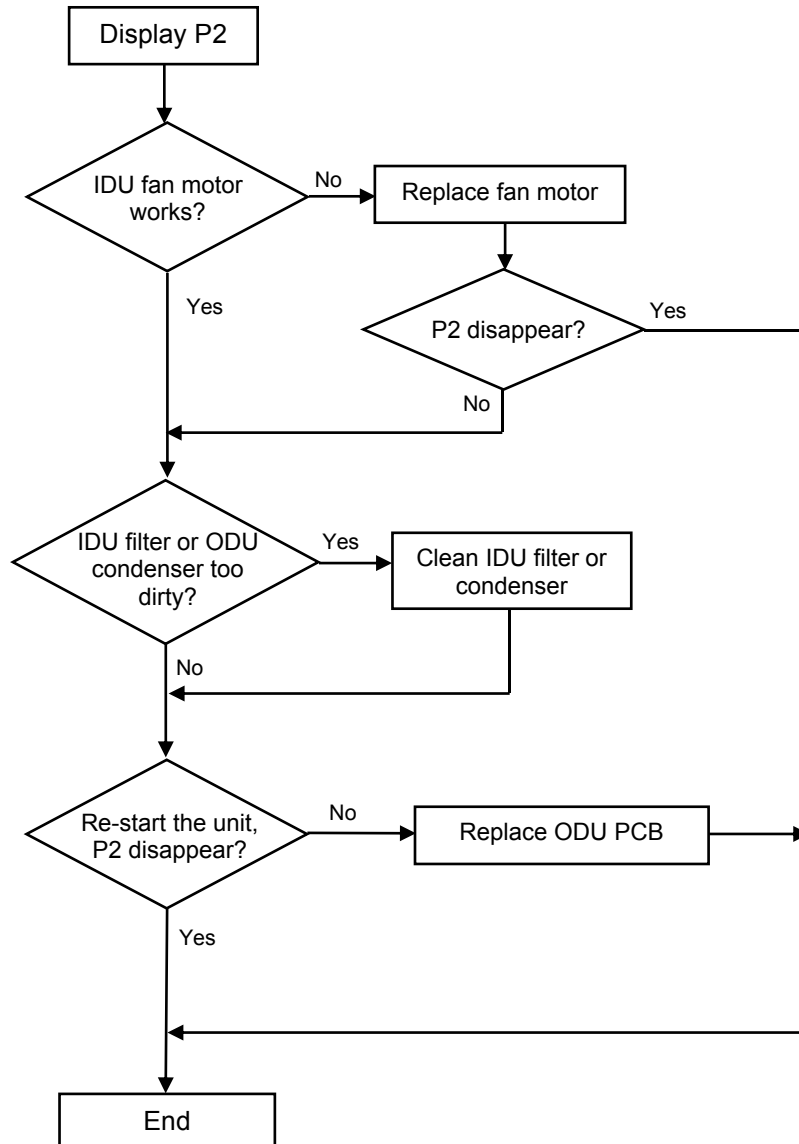 Display P2
IDU fan motor
works?
No
Replace fan motor
Yes
P2 disappear?
Yes
No
IDU filter or ODU
condenser too
dirty?
Yes
Clean IDU filter or
condenser
No
Re-start the unit,
P2 disappear?
No
Replace ODU PCB
Yes
End